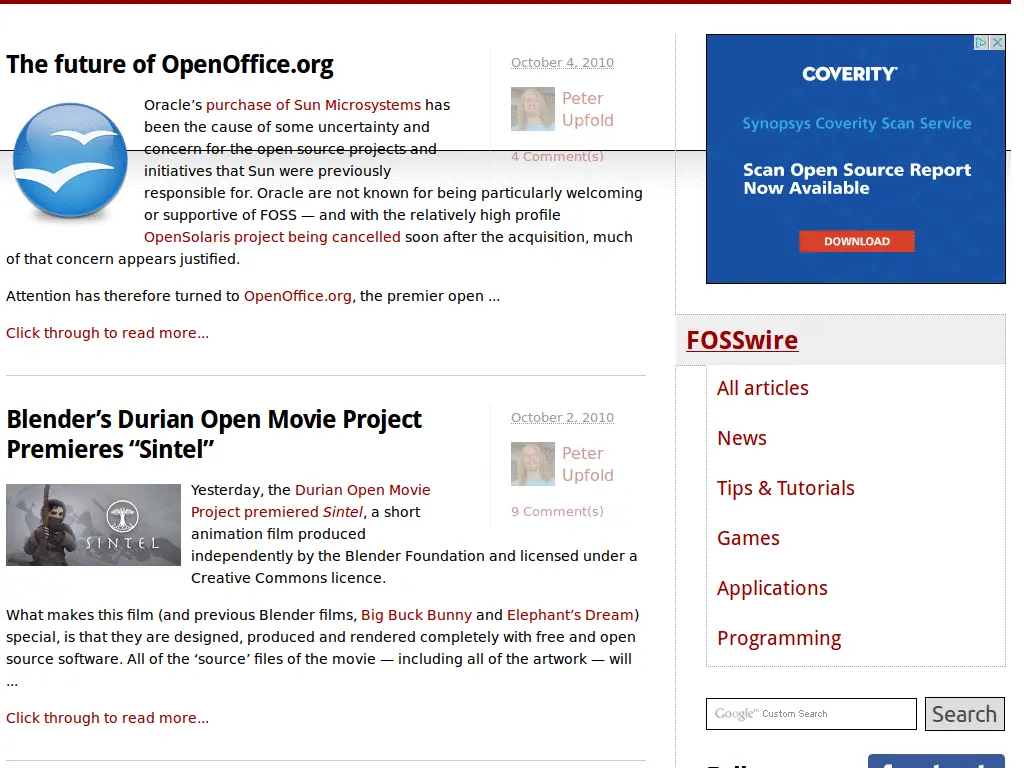 The future of OpenOffice.org
October 4, 2010
Peter
Upfold
4 Comment(s)
Oracle’s purchase of Sun Microsystems has
been the cause of some uncertainty and
concern for the open source projects and
initiatives that Sun were previously
responsible for. Oracle are not known for being particularly welcoming
or supportive of FOSS — and with the relatively high profile
OpenSolaris project being cancelled soon after the acquisition, much
of that concern appears justified.
Attention has therefore turned to OpenOffice.org, the premier open ...
Click through to read more...
Blender’s Durian Open Movie Project
Premieres “Sintel”
October 2, 2010
Peter
Upfold
9 Comment(s)
SINTEL
Yesterday, the Durian Open Movie
Project premiered Sintel, a short
animation film produced
independently by the Blender Foundation and licensed under a
Creative Commons licence.
What makes this film (and previous Blender films, Big Buck Bunny and Elephant’s Dream)
special, is that they are designed, produced and rendered completely with free and open
source software. All of the ‘source’ files of the movie — including all of the artwork — will
...
Click through to read more...
COVERITY
Synopsys Coverity Scan Service
Scan Open Source Report
Now Available
DOWNLOAD
FOSSwire
All articles
News
Tips & Tutorials
Games
Applications
Programming
Google™ Custom Search
Search